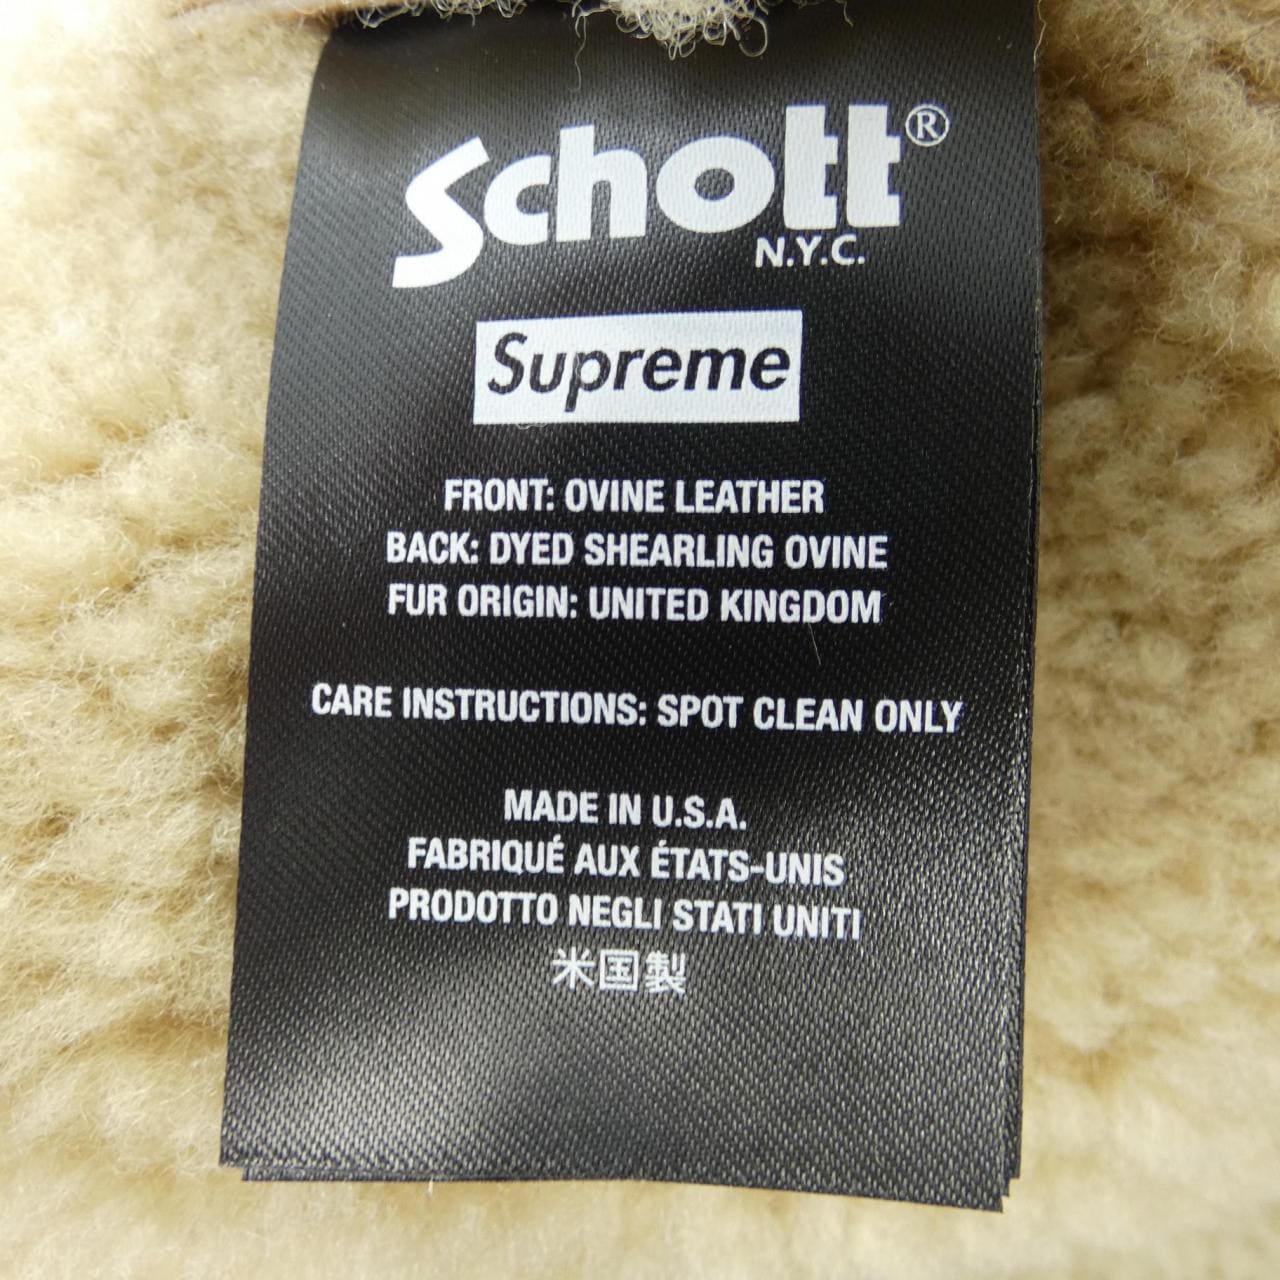 Schott®
N.Y.C.
Supreme
FRONT: OVINE LEATHER
BACK: DYED SHEARLING OVINE
FUR ORIGIN: UNITED KINGDOM
CARE INSTRUCTIONS: SPOT CLEAN ONLY
MADE IN U.S.A.
FABRIQUÉ AUX ÉTATS-UNIS
PRODOTTO NEGLI STATI UNITI
米国製